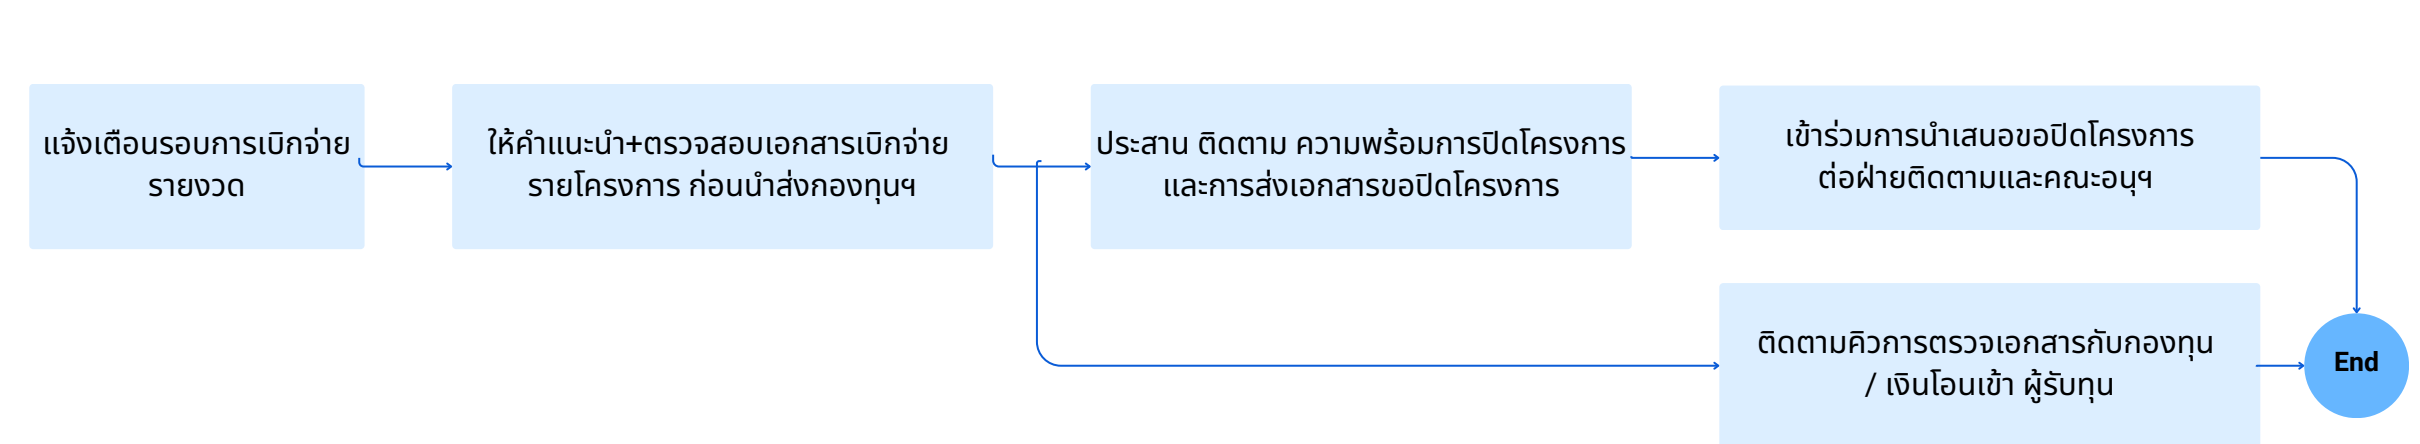 แจ้งเตือนรอบการเบิกจ่าย
รายงวด
ให้คำแนะนำ+ตรวจสอบเอกสารเบิกจ่าย
รายโครงการ ก่อนนำส่งกองทุนฯ
ประสาน ติดตาม ความพร้อมการปิดโครงการ
และการส่งเอกสารขอปิดโครงการ
เข้าร่วมการนำเสนอขอปิดโครงการ
ต่อฝ่ายติดตามและคณะอนุฯ
ติดตามคิวการตรวจเอกสารกับกองทุน
/ เงินโอนเข้า ผู้รับทุน
End